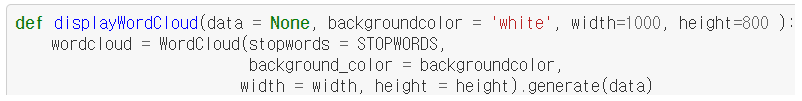 def displayWordCloud(data = None, backgroundcolor = 'white', width=1000, height=800 ):
    wordcloud = WordCloud(stopwords = STOPWORDS,
                          background_color = backgroundcolor,
                         width = width, height = height).generate(data)